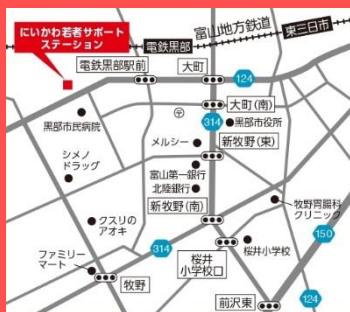 にいかわ若者サポート
ステーション
富山地方鉄道
電鉄黒部
東三日市
電鉄黒部駅前
大町
124
大町(南)
黒部市民病院
〒
314
黒部市役所
メルシー
新牧野(東)
シメノ
ドラッグ
富山第一銀行
北陸銀行
牧野胃腸科
クリニック
新牧野(南)
クスリの
アオキ
314
桜井小学校
150
ファミリー
マート
桜井
小学校口
牧野
前沢東
124